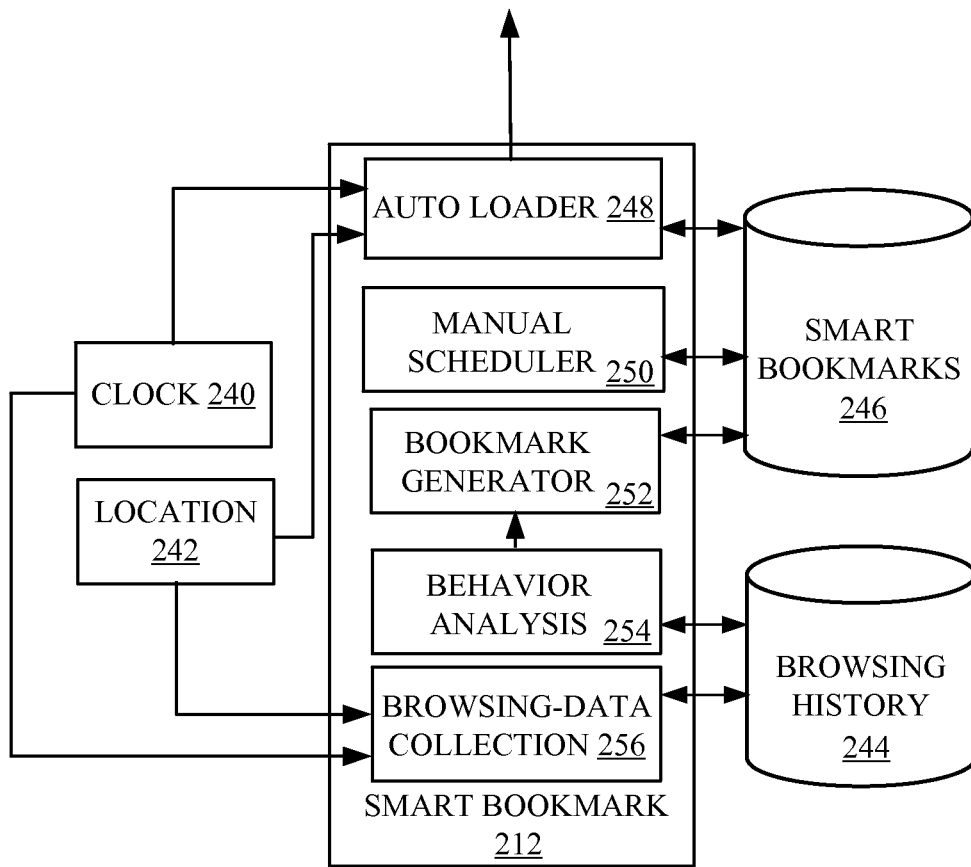 AUTO LOADER 248
MANUAL
SCHEDULER 250
SMART
BOOKMARKS
246
CLOCK 240
BOOKMARK
GENERATOR 252
LOCATION
242
BEHAVIOR
ANALYSIS 254
BROWSING
HISTORY
244
BROWSING-DATA
COLLECTION 256
SMART BOOKMARK
212